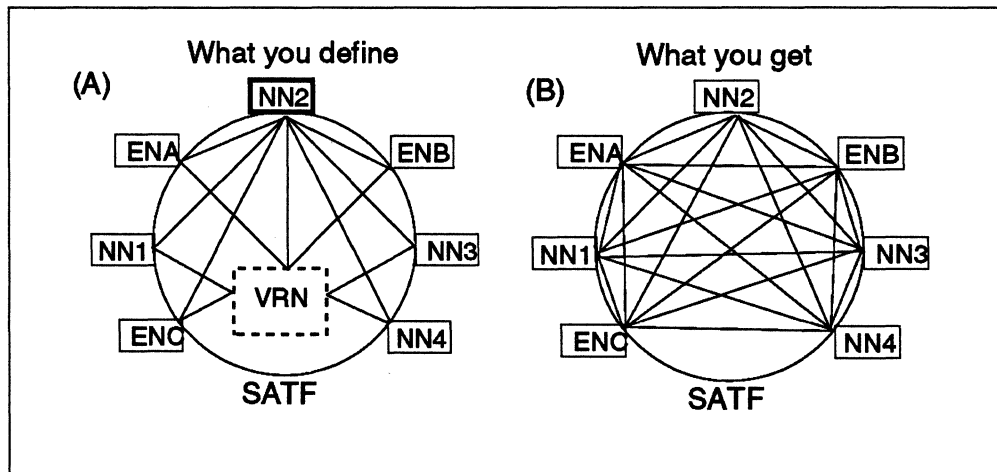 What you define
(A)
NN2
ENA
ENB
NN1
NN3
VRN
ENC
NN4
SATF
What you get
(B)
NN2
ENA
ENB
NN1
NN3
ENC
NN4
SATF